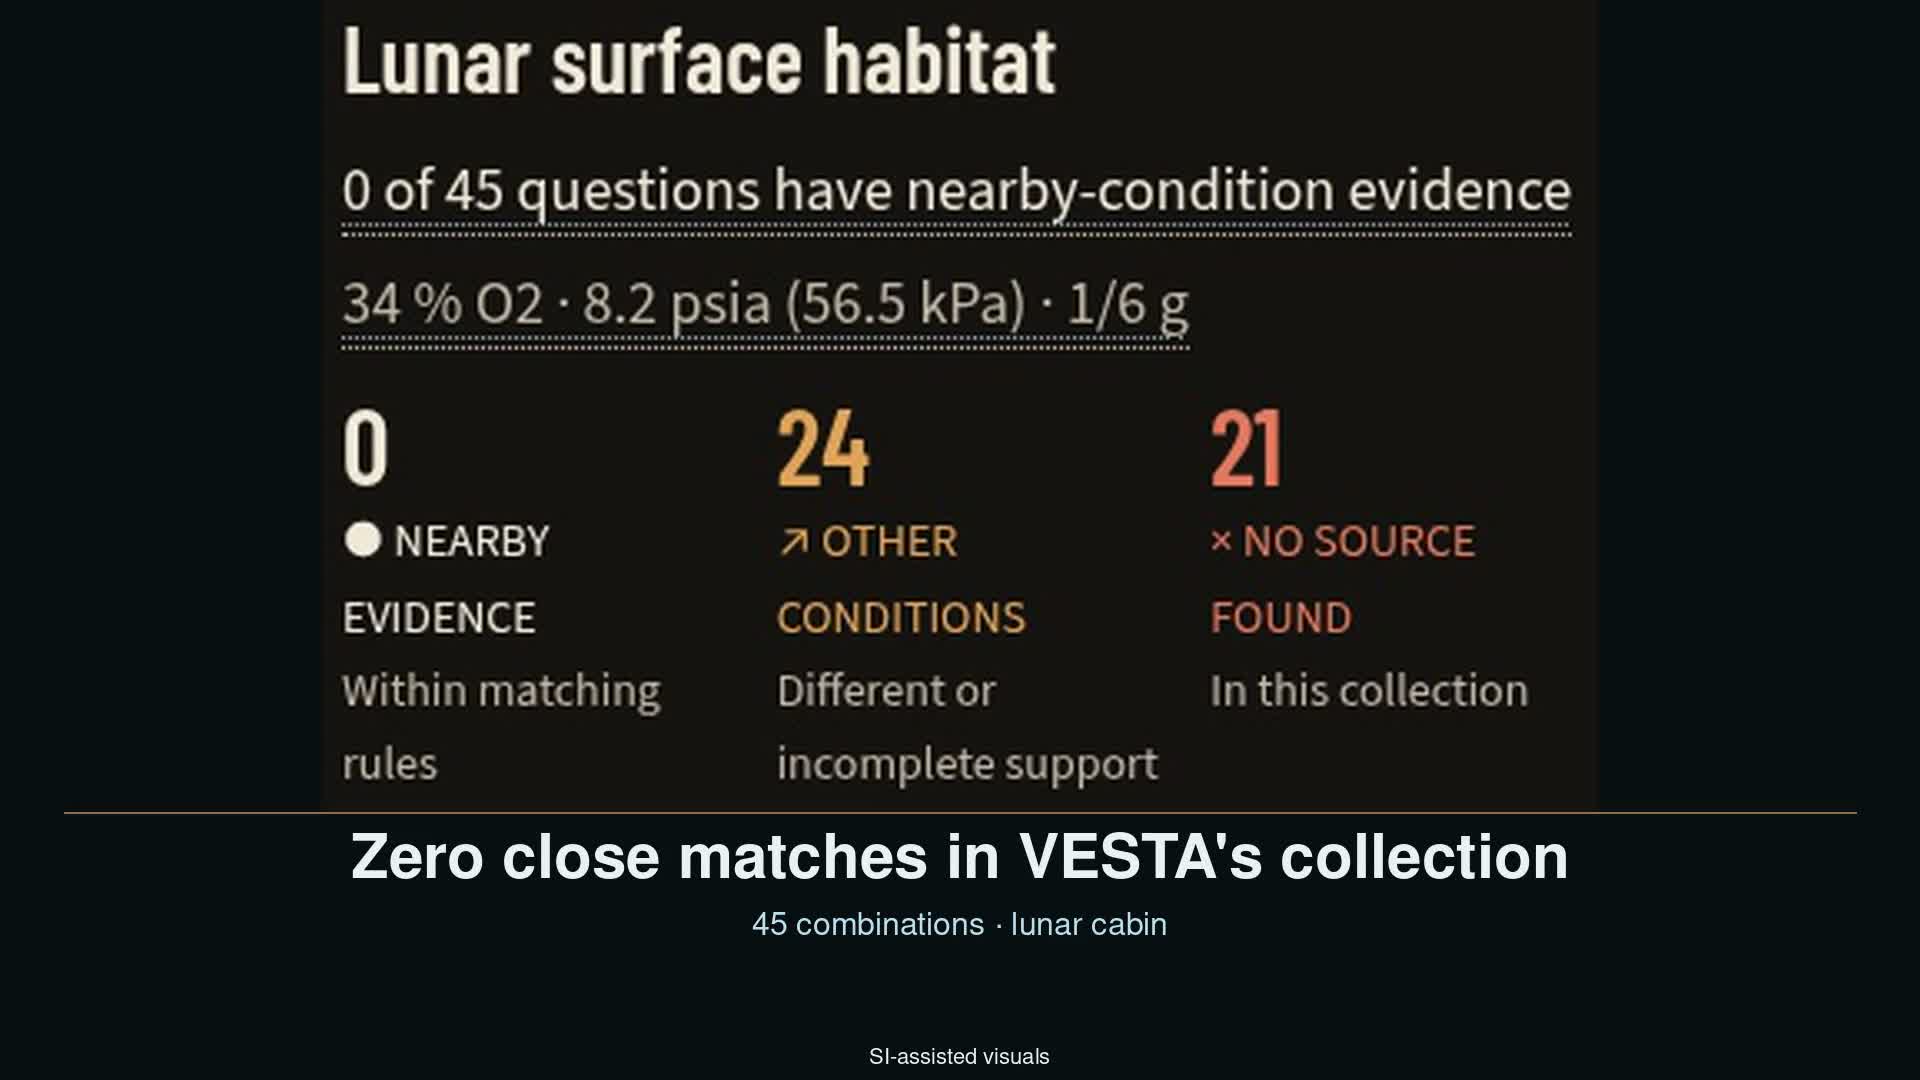 Lunar surface habitat
0 of 45 questions have nearby-condition evidence
34 % O2 · 8.2 psia (56.5 kPa) · 1/6 g
0 24 21
● NEARBY ↗ OTHER × NO SOURCE
EVIDENCE CONDITIONS FOUND
Within matching Different or In this collection
rules incomplete support
Zero close matches in VESTA's collection
45 combinations · lunar cabin
SI-assisted visuals